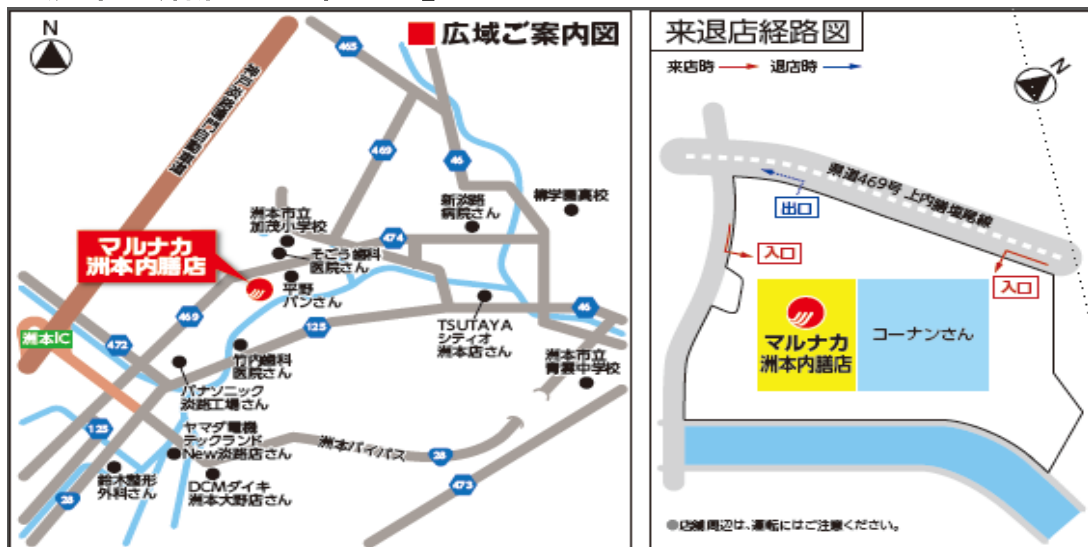 N
■広域ご案内図
465
神戸淡路鳴門自動車道
469
46
柳学園高校
新淡路
病院さん
洲本市立
加茂小学校
474
そごう歯科
医院さん
マルナカ
洲本内膳店
平野
パンさん
469
125
46
TSUTAYA
シティオ
洲本店さん
洲本IC
472
竹内歯科
医院さん
洲本市立
青雲中学校
パナソニック
淡路工場さん
125
ヤマダ電機
テックランド
New淡路店さん
洲本バイパス
28
鈴木整形
外科さん
28
DCMダイキ
洲本大野店さん
473
来退店経路図
来店時 → 退店時 →
N
県道469号 上内膳塩尾線
出口
入口
入口
マルナカ
洲本内膳店
コーナンさん
●店舗周辺は、運転にはご注意ください。